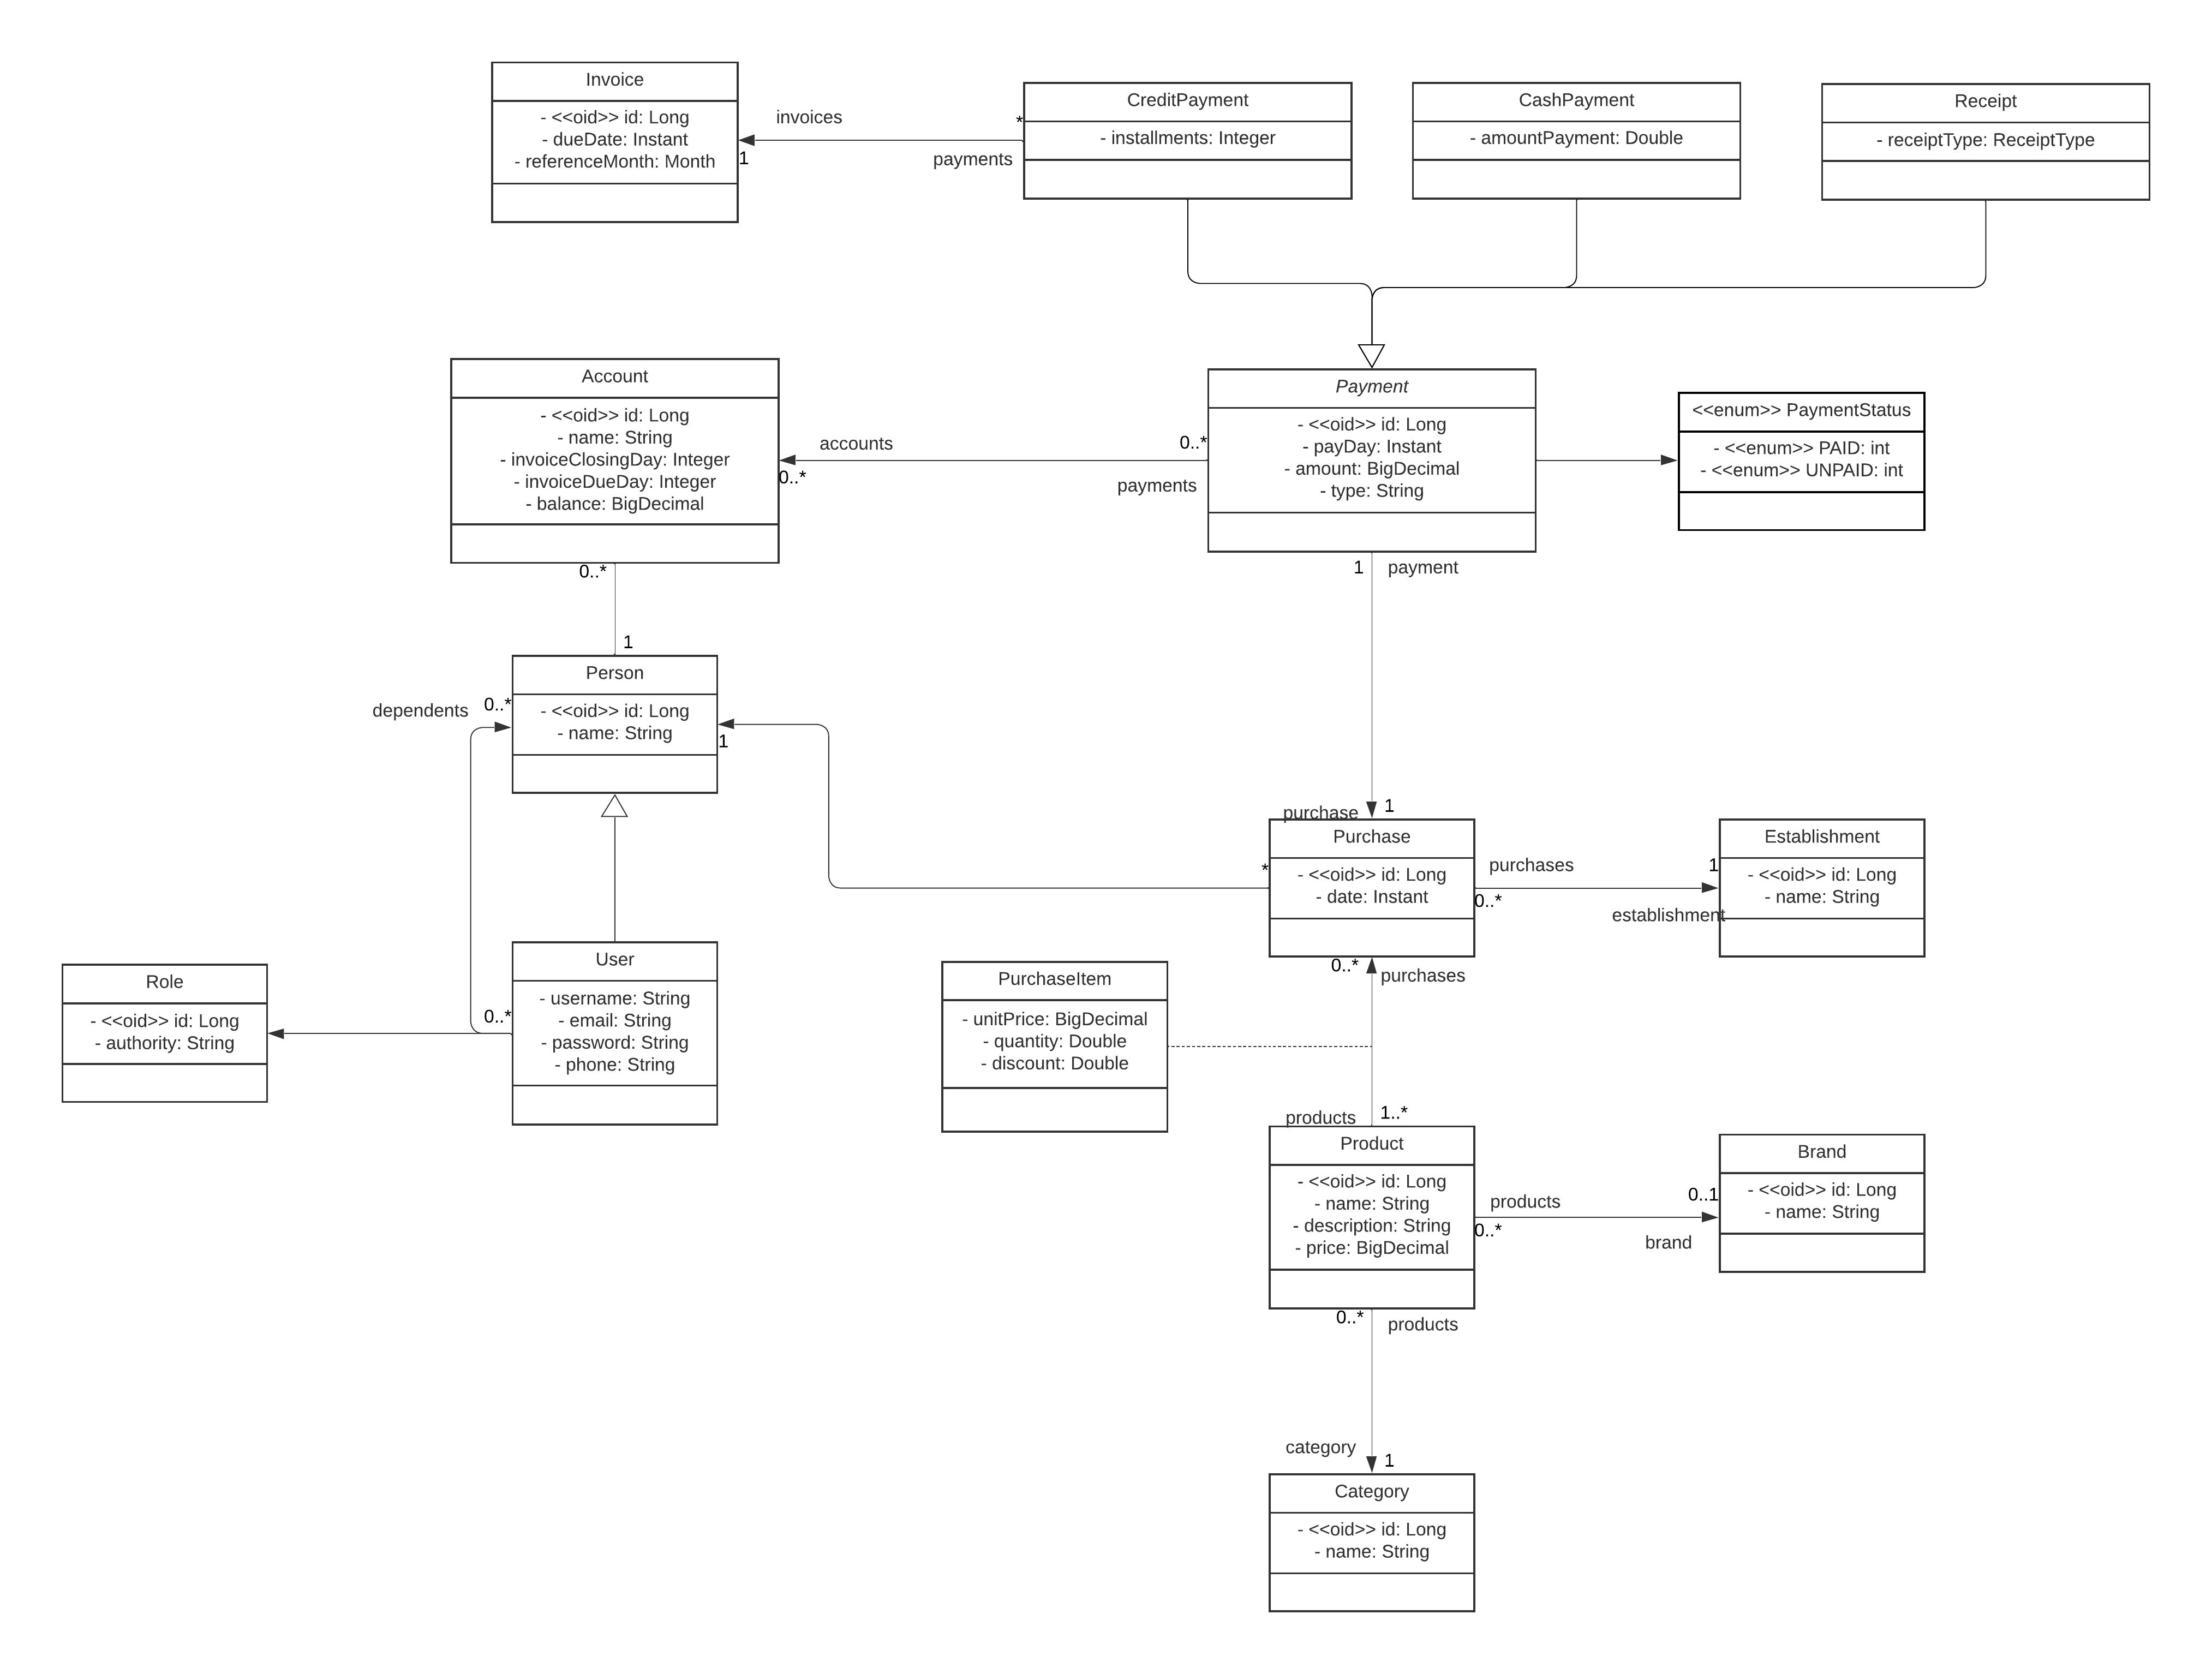 Invoice
- <<oid>> id: Long
- dueDate: Instant
- referenceMonth: Month
invoices
1
*
payments
CreditPayment
- installments: Integer
CashPayment
- amountPayment: Double
Receipt
- receiptType: ReceiptType
Account
- <<oid>> id: Long
- name: String
- invoiceClosingDay: Integer
- invoiceDueDay: Integer
- balance: BigDecimal
accounts
0..*
0..*
payments
Payment
- <<oid>> id: Long
- payDay: Instant
- amount: BigDecimal
- type: String
<<enum>> PaymentStatus
- <<enum>> PAID: int
- <<enum>> UNPAID: int
0..*
1
1
payment
Person
- <<oid>> id: Long
- name: String
dependents
0..*
1
purchase
1
Purchase
- <<oid>> id: Long
- date: Instant
*
purchases
0..*
1
establishment
Establishment
- <<oid>> id: Long
- name: String
Role
- <<oid>> id: Long
- authority: String
0..*
User
- username: String
- email: String
- password: String
- phone: String
PurchaseItem
- unitPrice: BigDecimal
- quantity: Double
- discount: Double
0..*
purchases
products
1..*
Product
- <<oid>> id: Long
- name: String
- description: String
- price: BigDecimal
products
0..*
0..1
brand
Brand
- <<oid>> id: Long
- name: String
0..*
products
category
1
Category
- <<oid>> id: Long
- name: String